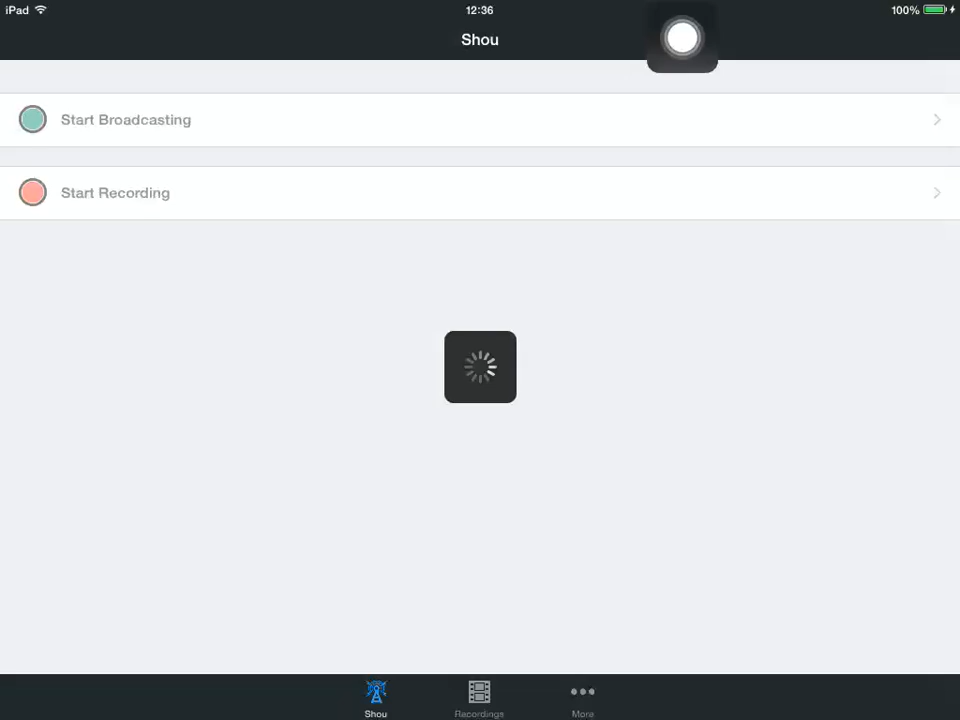 iPad 12:36 100%
Shou
Start Broadcasting
Start Recording
Shou Recordings More